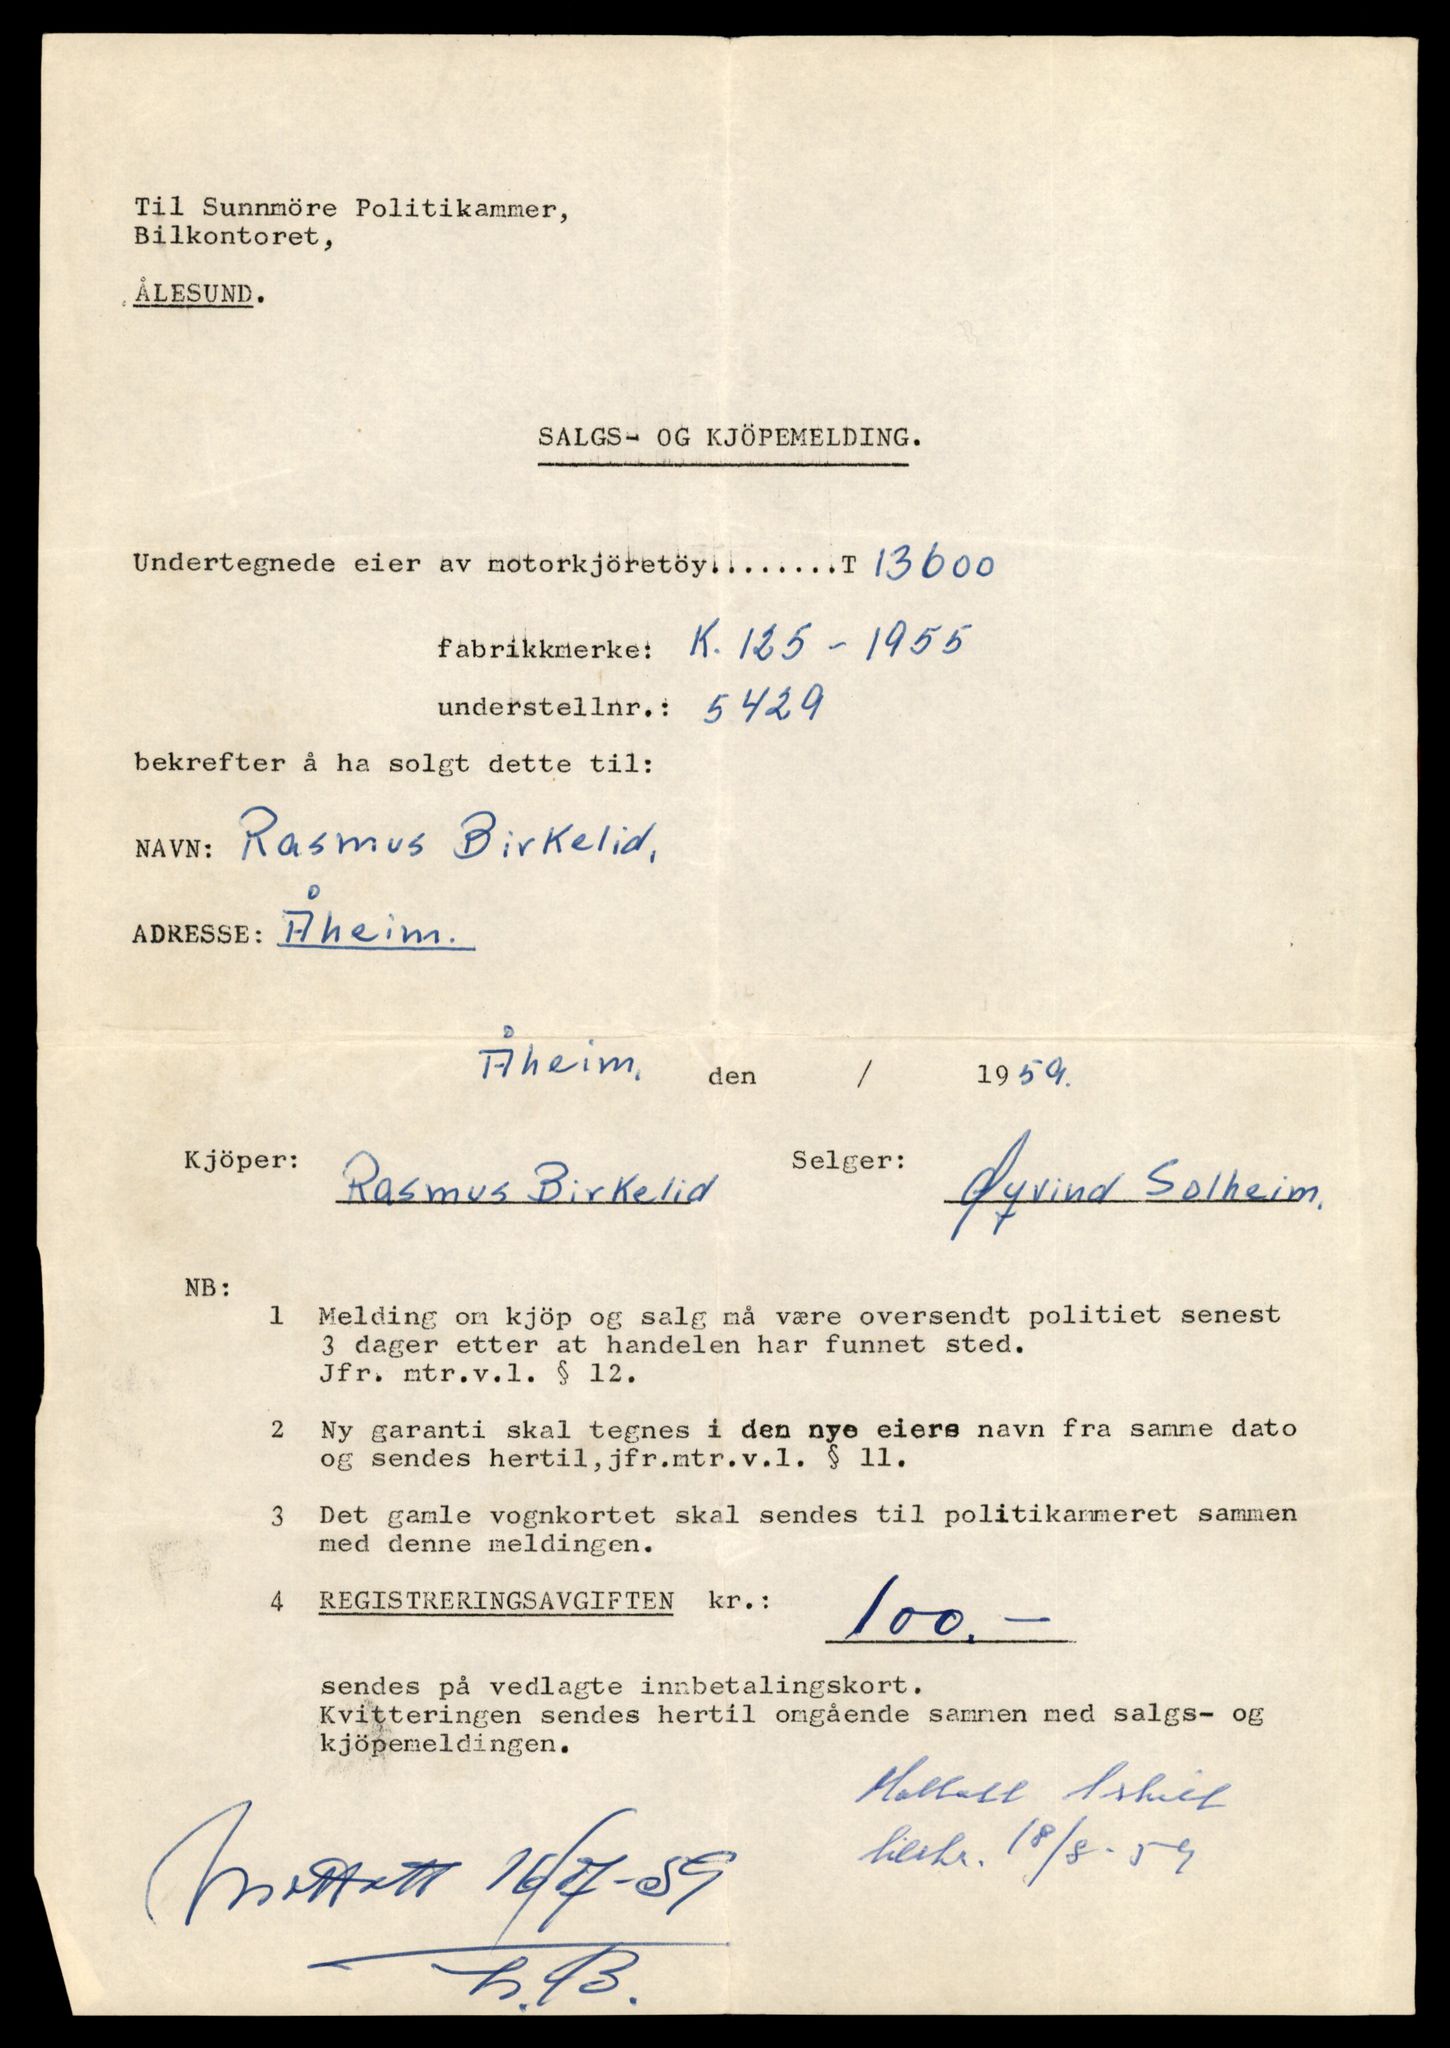 Til Sunnmöre Politikammer,
Bilkontoret,
ÅLESUND.
SALGS- OG KJÖPEMELDING.
Undertegnede eier av motorkjöretöy........T 13600
fabrikkmerke: K. 125 - 1955
understellnr.: 5429
bekrefter å ha solgt dette til:
NAVN: Rasmus Birkelid,
ADRESSE: Åheim.
Åheim, den / 1959.
Kjöper: Rasmus Birkelid Selger: Øyvind Solheim.
NB:
1 Melding om kjöp og salg må være oversendt politiet senest
3 dager etter at handelen har funnet sted.
Jfr. mtr.v.l. § 12.
2 Ny garanti skal tegnes i den nye eiers navn fra samme dato
og sendes hertil, jfr.mtr.v.l. § 11.
3 Det gamle vognkortet skal sendes til politikammeret sammen
med denne meldingen.
4 REGISTRERINGSAVGIFTEN kr.: 100.-
sendes på vedlagte innbetalingskort.
Kvitteringen sendes hertil omgående sammen med salgs- og
kjöpemeldingen.
Mottatt
18/8-59
Mottatt 16/7-59